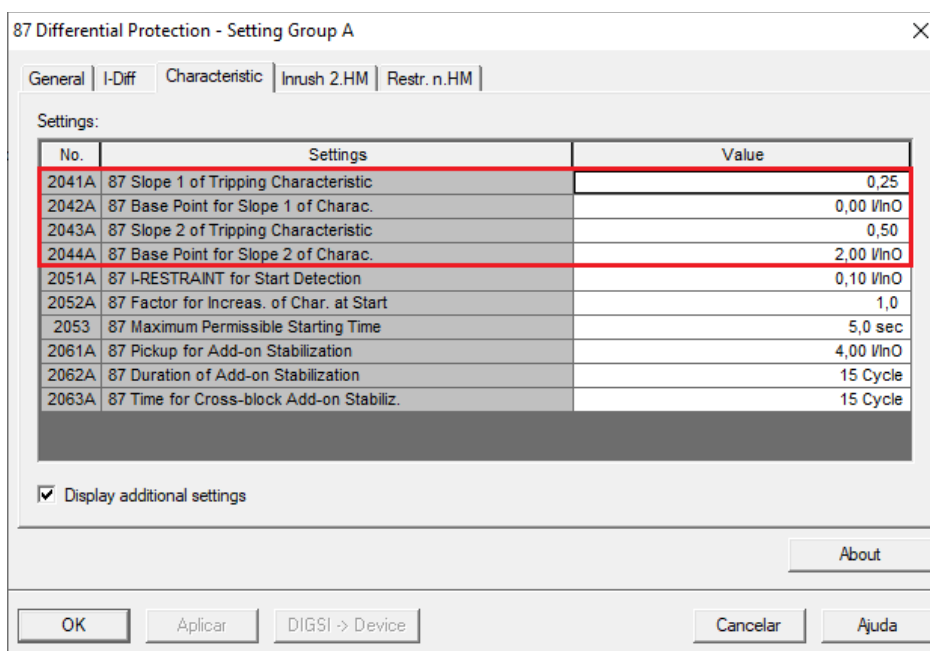 87 Differential Protection - Setting Group A
General I-Diff Characteristic Inrush 2.HM Restr. n.HM
Settings:
No. Settings Value
2041A 87 Slope 1 of Tripping Characteristic 0,25
2042A 87 Base Point for Slope 1 of Charac. 0,00 I/InO
2043A 87 Slope 2 of Tripping Characteristic 0,50
2044A 87 Base Point for Slope 2 of Charac. 2,00 I/InO
2051A 87 I-RESTRAINT for Start Detection 0,10 I/InO
2052A 87 Factor for Increas. of Char. at Start 1,0
2053 87 Maximum Permissible Starting Time 5,0 sec
2061A 87 Pickup for Add-on Stabilization 4,00 I/InO
2062A 87 Duration of Add-on Stabilization 15 Cycle
2063A 87 Time for Cross-block Add-on Stabiliz. 15 Cycle
Display additional settings
About
OK Aplicar DIGSI -> Device Cancelar Ajuda